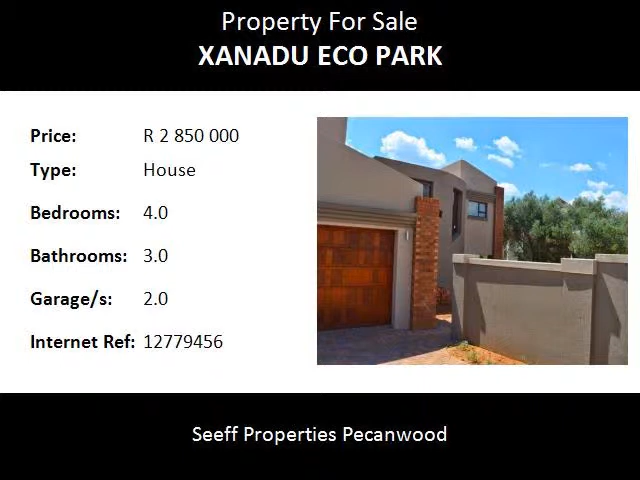 Property For Sale
XANADU ECO PARK
Price: R 2 850 000
Type: House
Bedrooms: 4.0
Bathrooms: 3.0
Garage/s: 2.0
Internet Ref: 12779456
Seeff Properties Pecanwood